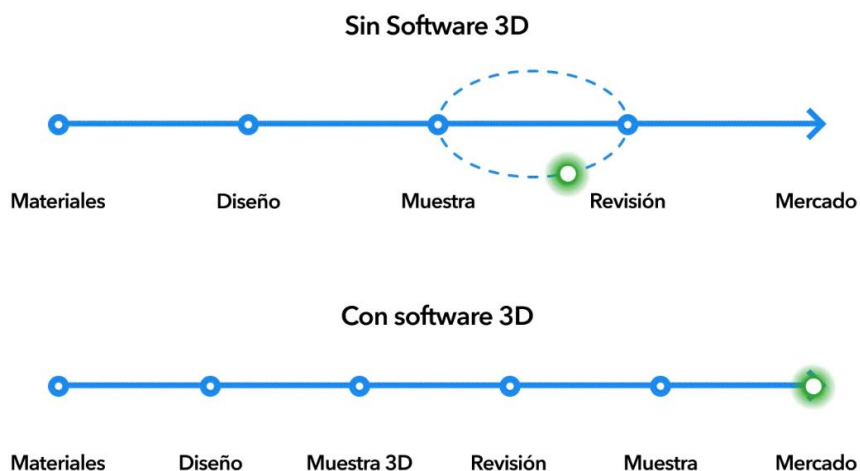 Sin Software 3D
Materiales Diseño Muestra Revisión Mercado
Con software 3D
Materiales Diseño Muestra 3D Revisión Muestra Mercado